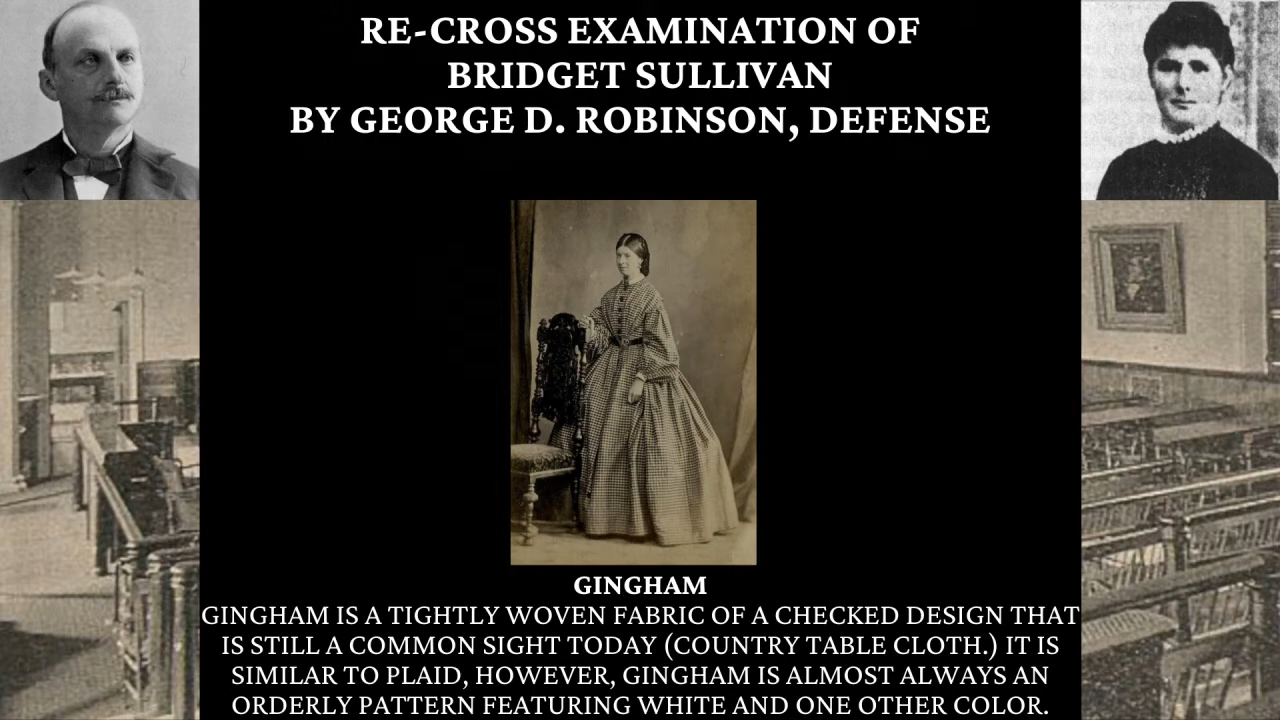 RE-CROSS EXAMINATION OF
BRIDGET SULLIVAN
BY GEORGE D. ROBINSON, DEFENSE
GINGHAM
GINGHAM IS A TIGHTLY WOVEN FABRIC OF A CHECKED DESIGN THAT
IS STILL A COMMON SIGHT TODAY (COUNTRY TABLE CLOTH.) IT IS
SIMILAR TO PLAID, HOWEVER, GINGHAM IS ALMOST ALWAYS AN
ORDERLY PATTERN FEATURING WHITE AND ONE OTHER COLOR.